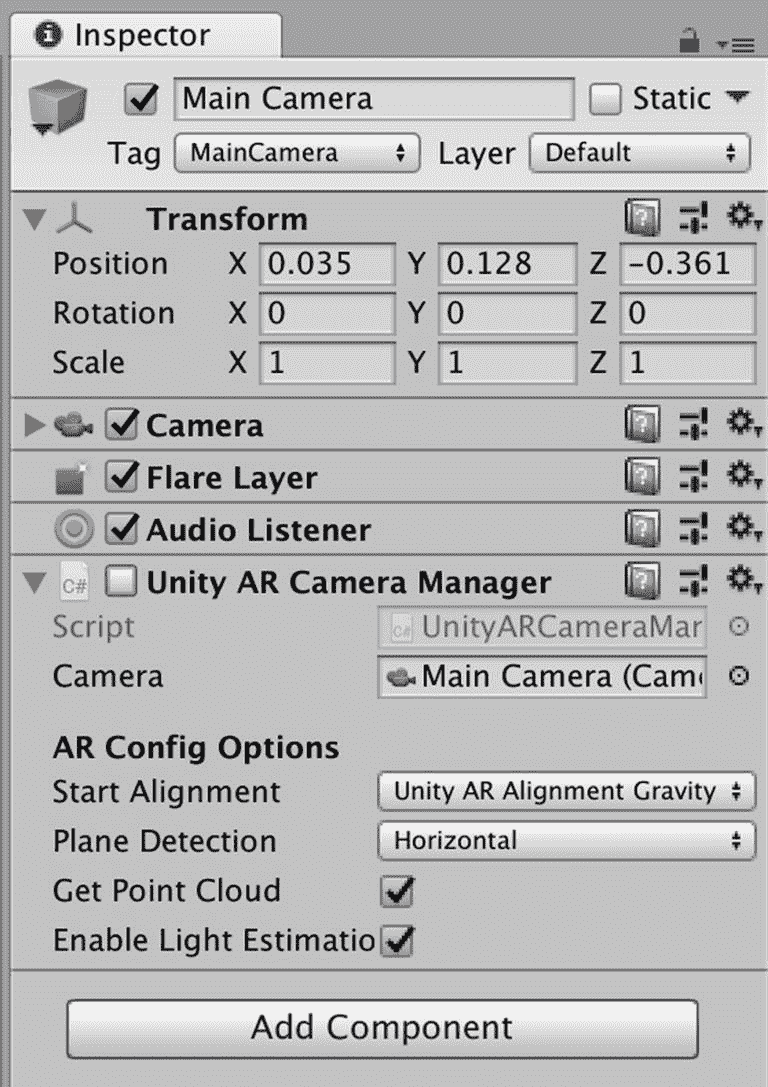 Inspector
Main Camera Static
Tag MainCamera Layer Default
Transform
Position X 0.035 Y 0.128 Z -0.361
Rotation X 0 Y 0 Z 0
Scale X 1 Y 1 Z 1
Camera
Flare Layer
Audio Listener
C# Unity AR Camera Manager
Script C# UnityARCameraMar
Camera Main Camera (Came
AR Config Options
Start Alignment Unity AR Alignment Gravity
Plane Detection Horizontal
Get Point Cloud
Enable Light Estimatio
Add Component